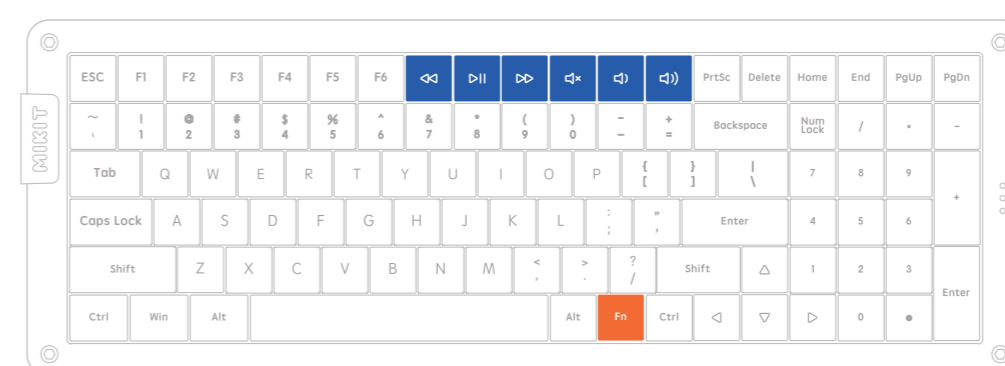 ESC F1 F2 F3 F4 F5 F6 PrtSc Delete Home End PgUp PgDn
~ ! @ # $ % ^ & * ( ) - +
` 1 2 3 4 5 6 7 8 9 0 – = Backspace Num Lock / * -
MIKIT
Tab Q W E R T Y U I O P { [ } ] | \ 7 8 9 +
Caps Lock A S D F G H J K L : ; " , Enter 4 5 6
Shift Z X C V B N M < , > . ? / Shift 1 2 3 Enter
Ctrl Win Alt Alt Fn Ctrl 0 ●